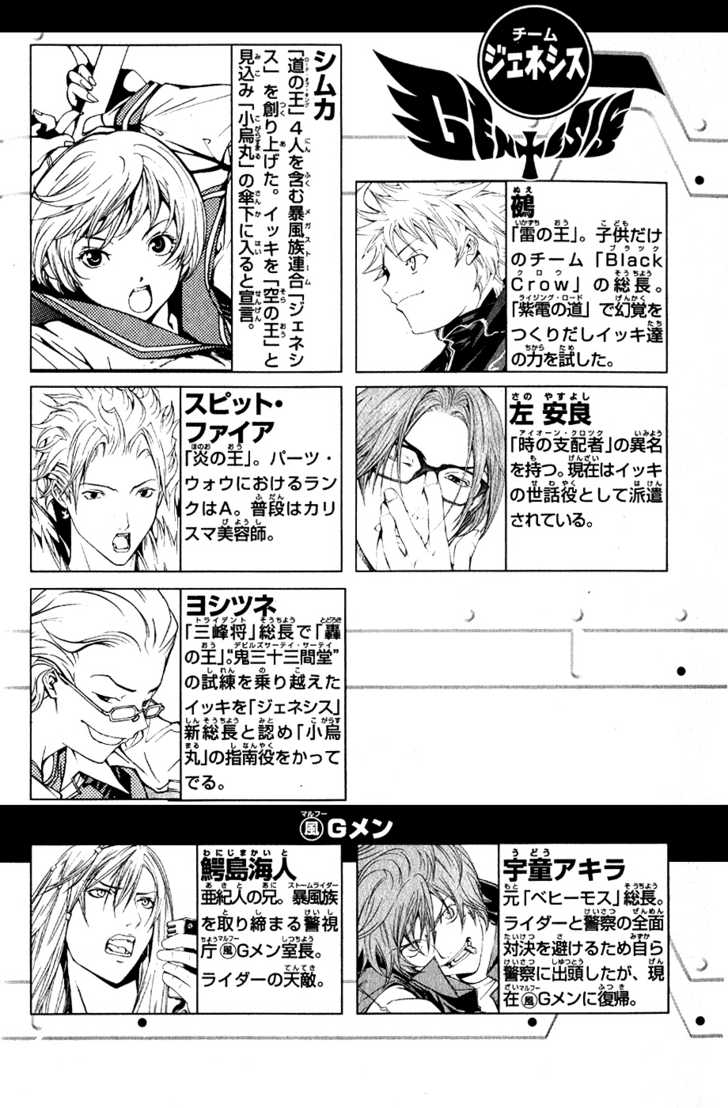 チーム
ジェネシス
GENESIS
シムカ
「道の王」４人を含む暴風族連合「ジェネシ
ス」を創り上げた。イッキを「空の王」と
見込み「小烏丸」の傘下に入ると宣言。
鵺
「雷の王」。子供だけ
のチーム「Black
Crow」の総長。
「紫電の道」で幻覚を
つくりだしイッキ達
の力を試した。
スピット・
ファイア
「炎の王」。パーツ・
ウォウにおけるラン
クはA。普段はカリ
スマ美容師。
左 安良
「時の支配者」の異名
を持つ。現在はイッキ
の世話役として派遣
されている。
ヨシツネ
「三峰将」総長で「轟
の王」。“鬼三十三間堂”
の試練を乗り越えた
イッキを「ジェネシス」
新総長と認め「小烏
丸」の指南役をかって
でる。
マルフー
風Gメン
鰐島海人
亜紀人の兄。暴風族
を取り締まる警視
庁風Gメン室長。
ライダーの天敵。
宇童アキラ
元「ベヒーモス」総長。
ライダーと警察の全面
対決を避けるため自ら
警察に出頭したが、現
在風Gメンに復帰。